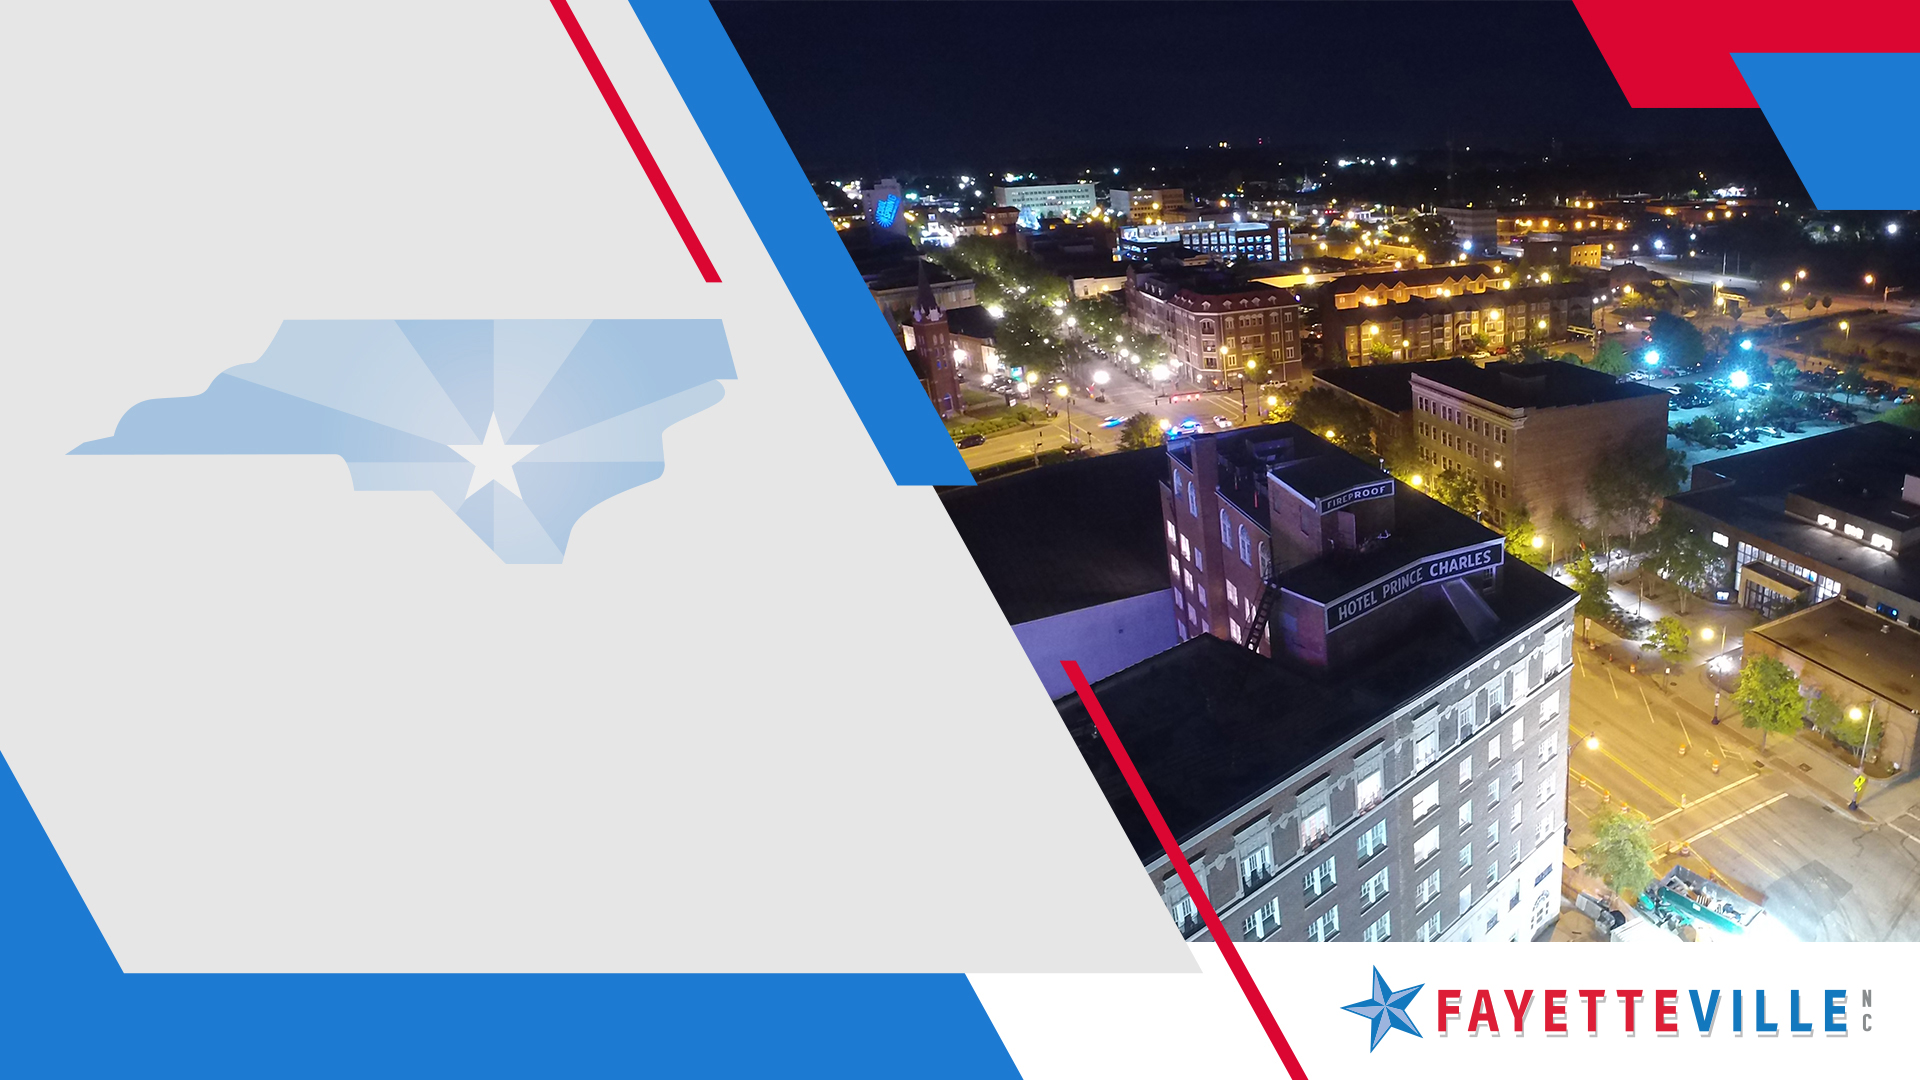 FIREPROOF
HOTEL PRINCE CHARLES
FAYETTEVILLE
NC